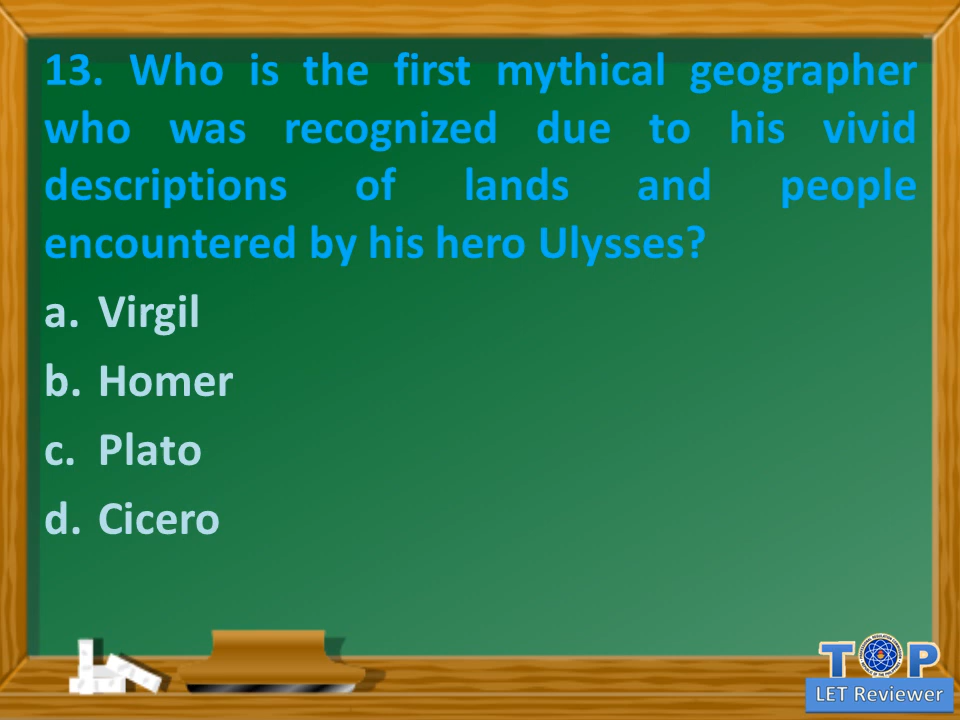 13. Who is the first mythical geographer
who was recognized due to his vivid
descriptions of lands and people
encountered by his hero Ulysses?
a. Virgil
b. Homer
c. Plato
d. Cicero
TOP
LET Reviewer